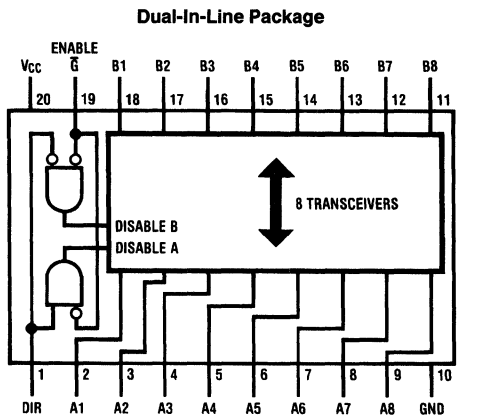 Dual-In-Line Package
ENABLE
VCC G̅ B1 B2 B3 B4 B5 B6 B7 B8
20 19 18 17 16 15 14 13 12 11
8 TRANSCEIVERS
DISABLE B
DISABLE A
1 2 3 4 5 6 7 8 9 10
DIR A1 A2 A3 A4 A5 A6 A7 A8 GND